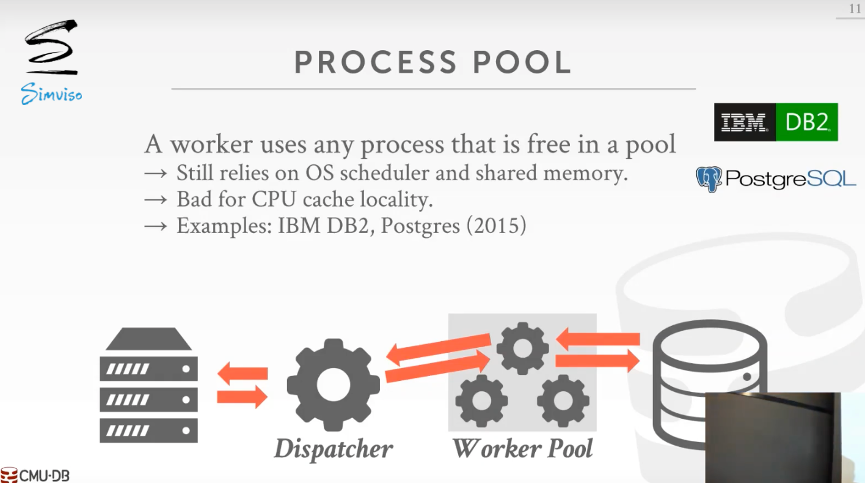 11
Simviso
PROCESS POOL
IBM DB2
PostgreSQL
A worker uses any process that is free in a pool
→ Still relies on OS scheduler and shared memory.
→ Bad for CPU cache locality.
→ Examples: IBM DB2, Postgres (2015)
Dispatcher
Worker Pool
CMU·DB